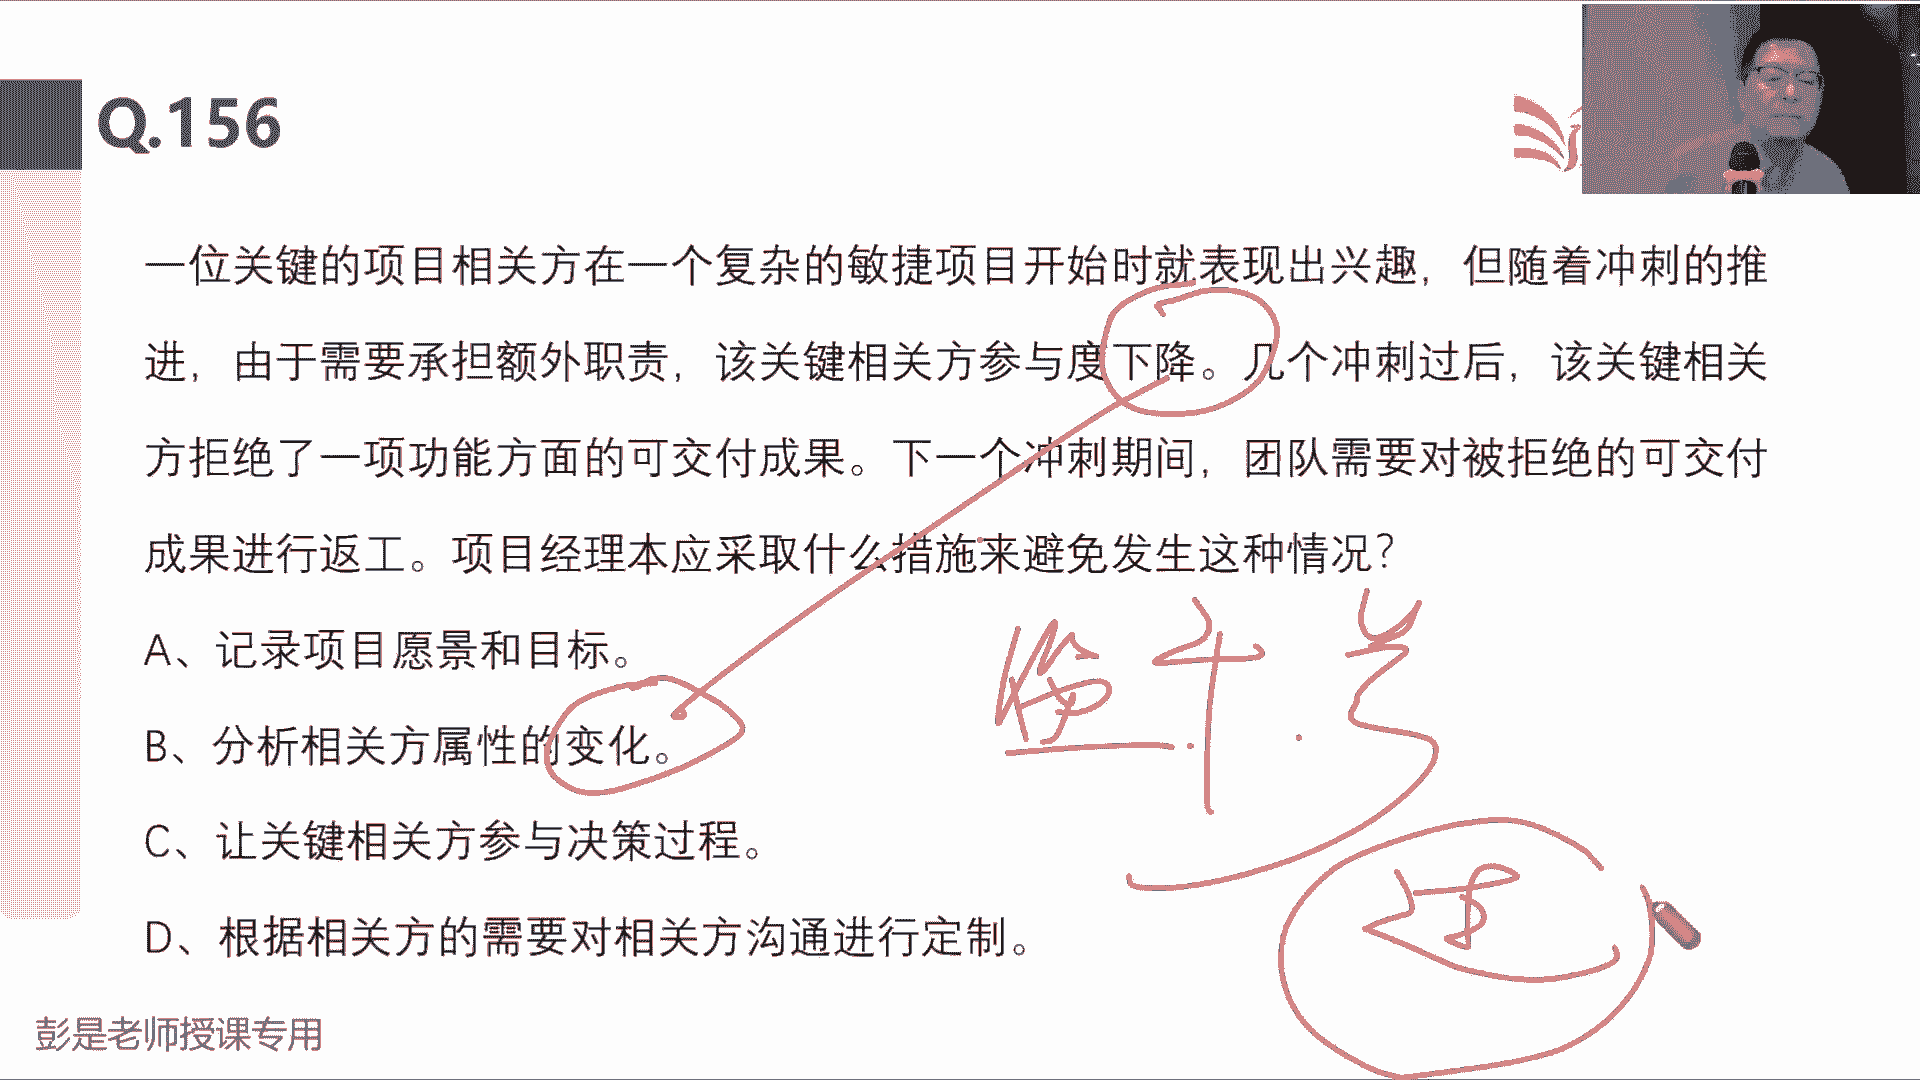 Q.156
一位关键的项目相关方在一个复杂的敏捷项目开始时就表现出兴趣，但随着冲刺的推
进，由于需要承担额外职责，该关键相关方参与度下降。几个冲刺过后，该关键相关
方拒绝了一项功能方面的可交付成果。下一个冲刺期间，团队需要对被拒绝的可交付
成果进行返工。项目经理本应采取什么措施来避免发生这种情况？
A、记录项目愿景和目标。
B、分析相关方属性的变化。
C、让关键相关方参与决策过程。
D、根据相关方的需要对相关方沟通进行定制。
彭是老师授课专用